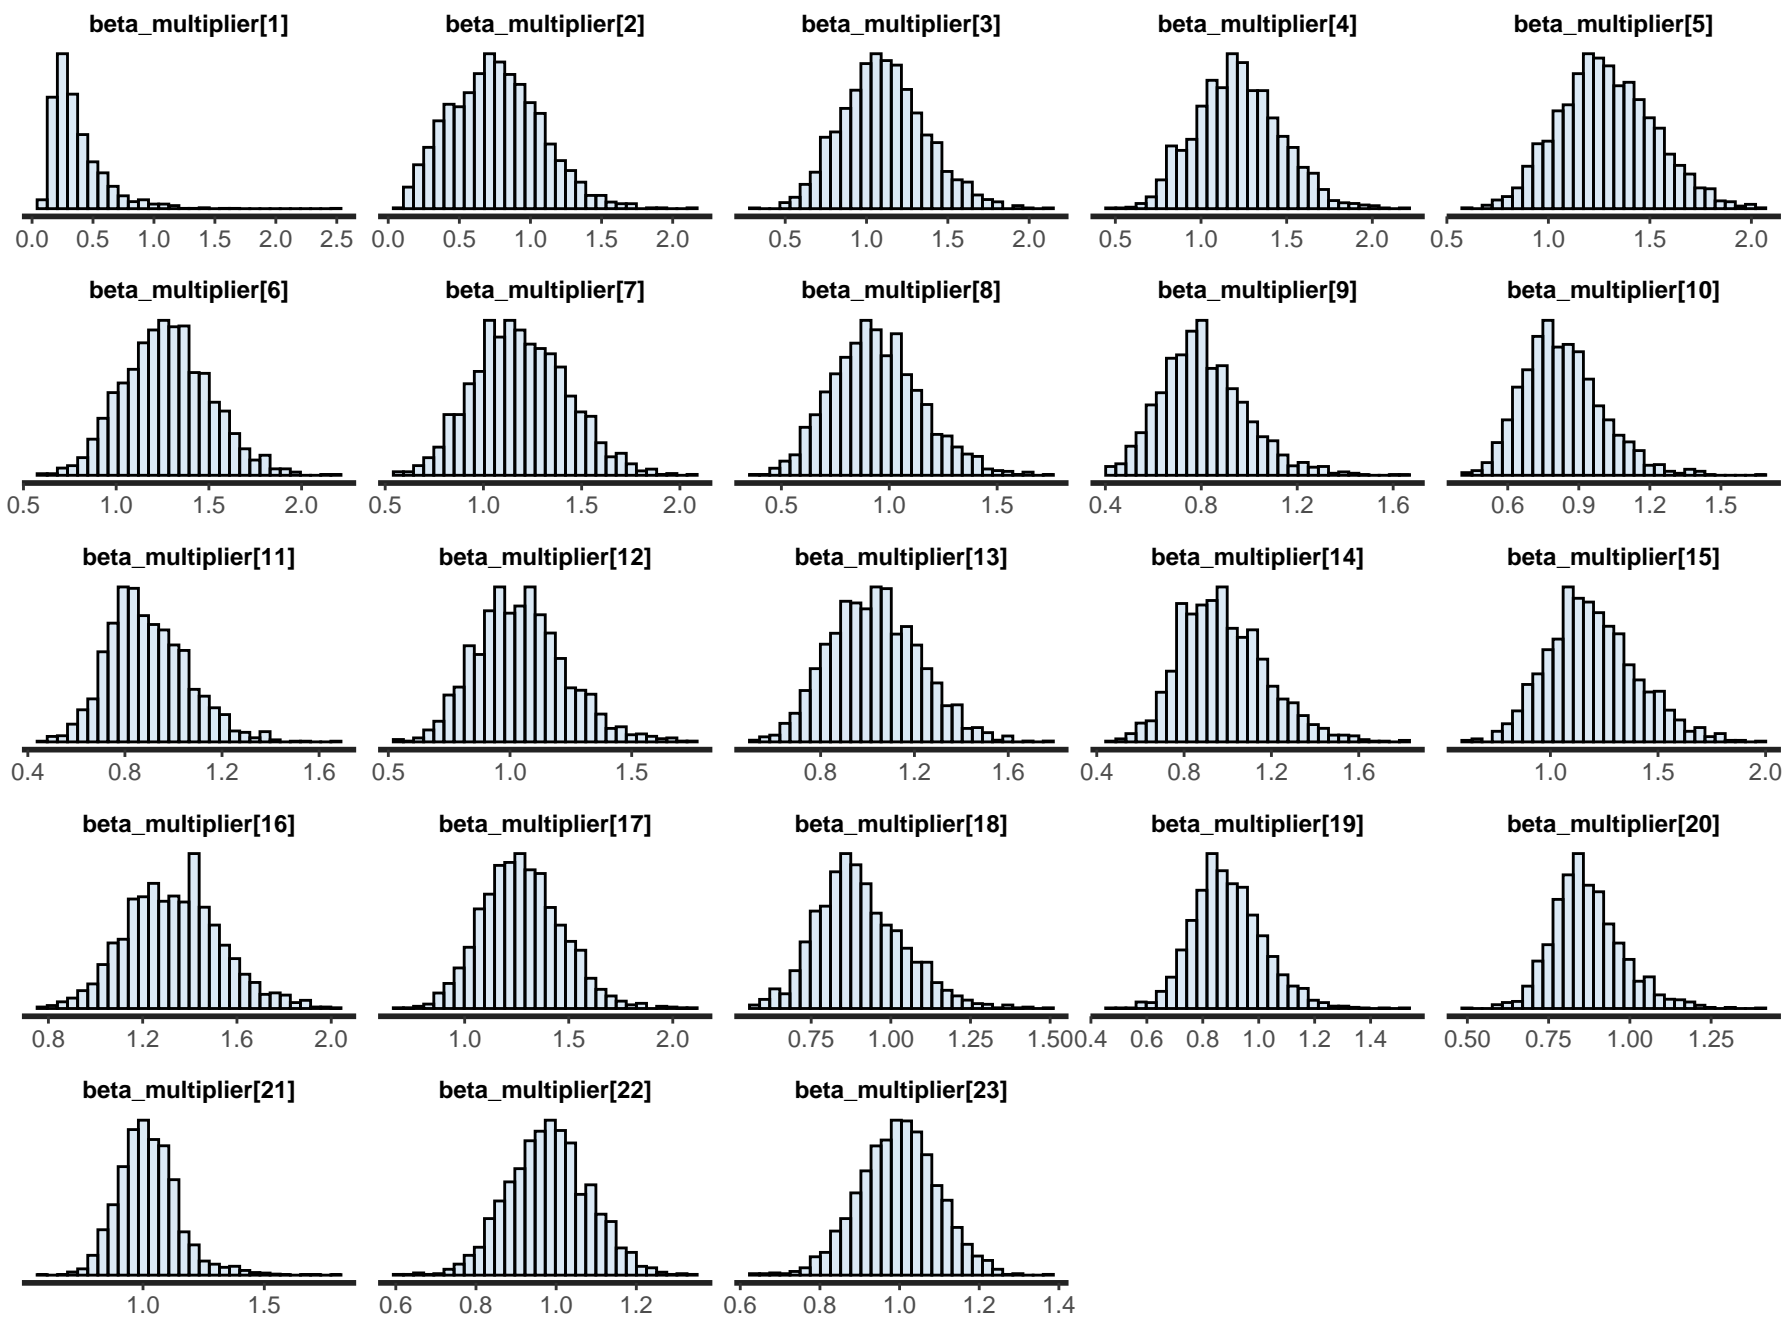 beta_multiplier[1] beta_multiplier[2] beta_multiplier[3] beta_multiplier[4] beta_multiplier[5]
0.0 0.5 1.0 1.5 2.0 2.5 0.0 0.5 1.0 1.5 2.0 0.5 1.0 1.5 2.0 0.5 1.0 1.5 2.0 0.5 1.0 1.5 2.0
beta_multiplier[6] beta_multiplier[7] beta_multiplier[8] beta_multiplier[9] beta_multiplier[10]
0.5 1.0 1.5 2.0 0.5 1.0 1.5 2.0 0.5 1.0 1.5 0.4 0.8 1.2 1.6 0.6 0.9 1.2 1.5
beta_multiplier[11] beta_multiplier[12] beta_multiplier[13] beta_multiplier[14] beta_multiplier[15]
0.4 0.8 1.2 1.6 0.5 1.0 1.5 0.8 1.2 1.6 0.4 0.8 1.2 1.6 1.0 1.5 2.0
beta_multiplier[16] beta_multiplier[17] beta_multiplier[18] beta_multiplier[19] beta_multiplier[20]
0.8 1.2 1.6 2.0 1.0 1.5 2.0 0.75 1.00 1.25 1.50 0.4 0.6 0.8 1.0 1.2 1.4 0.50 0.75 1.00 1.25
beta_multiplier[21] beta_multiplier[22] beta_multiplier[23]
1.0 1.5 0.6 0.8 1.0 1.2 0.6 0.8 1.0 1.2 1.4